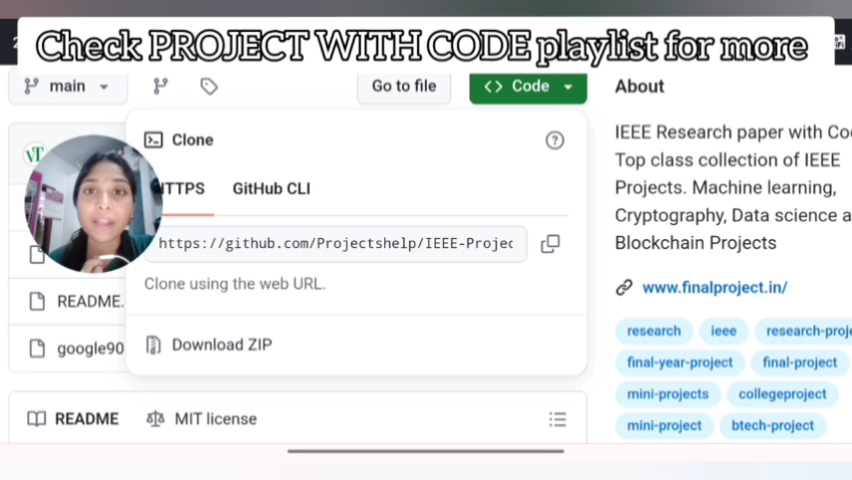 Check PROJECT WITH CODE playlist for more
main
Go to file
<> Code
About
Clone
IEEE Research paper with
Top class collection of IEEE
Projects. Machine learning,
Cryptography, Data science
Blockchain Projects
HTTPS
GitHub CLI
https://github.com/Projectshelp/IEEE-Projec
Clone using the web URL.
www.finalproject.in/
README.
research
ieee
research-proje
Download ZIP
google90
final-year-project
final-project
mini-projects
collegeproject
README
MIT license
mini-project
btech-project